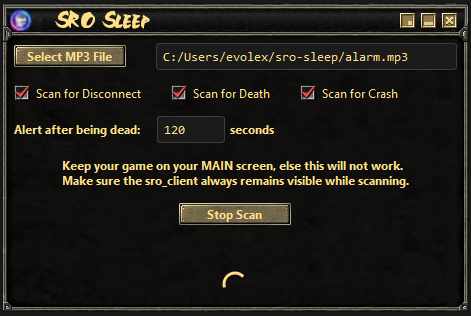 SRO Sleep
Select MP3 File
C:/Users/evolex/sro-sleep/alarm.mp3
Scan for Disconnect
Scan for Death
Scan for Crash
Alert after being dead: 120 seconds
Keep your game on your MAIN screen, else this will not work.
Make sure the sro_client always remains visible while scanning.
Stop Scan